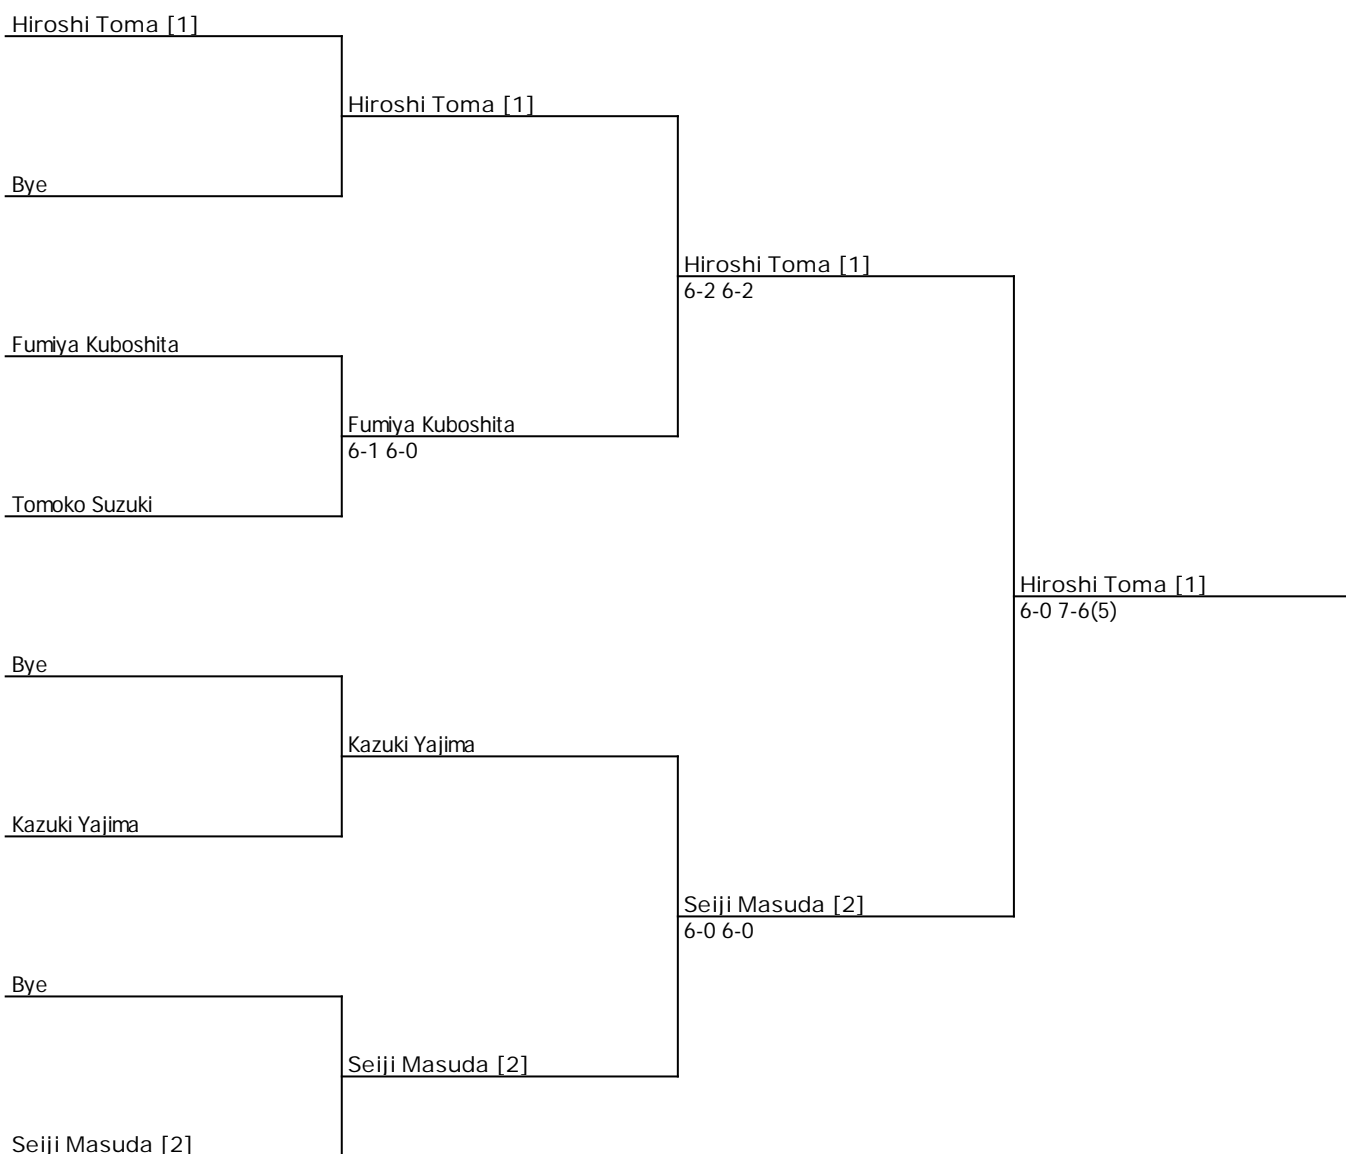 Hiroshi Toma [1]
Hiroshi Toma [1]
Bye
Hiroshi Toma [1]
6-2 6-2
Fumiya Kuboshita
Fumiya Kuboshita
6-1 6-0
Tomoko Suzuki
Hiroshi Toma [1]
6-0 7-6(5)
Bye
Kazuki Yajima
Kazuki Yajima
Seiji Masuda [2]
6-0 6-0
Bye
Seiji Masuda [2]
Seiji Masuda [2]